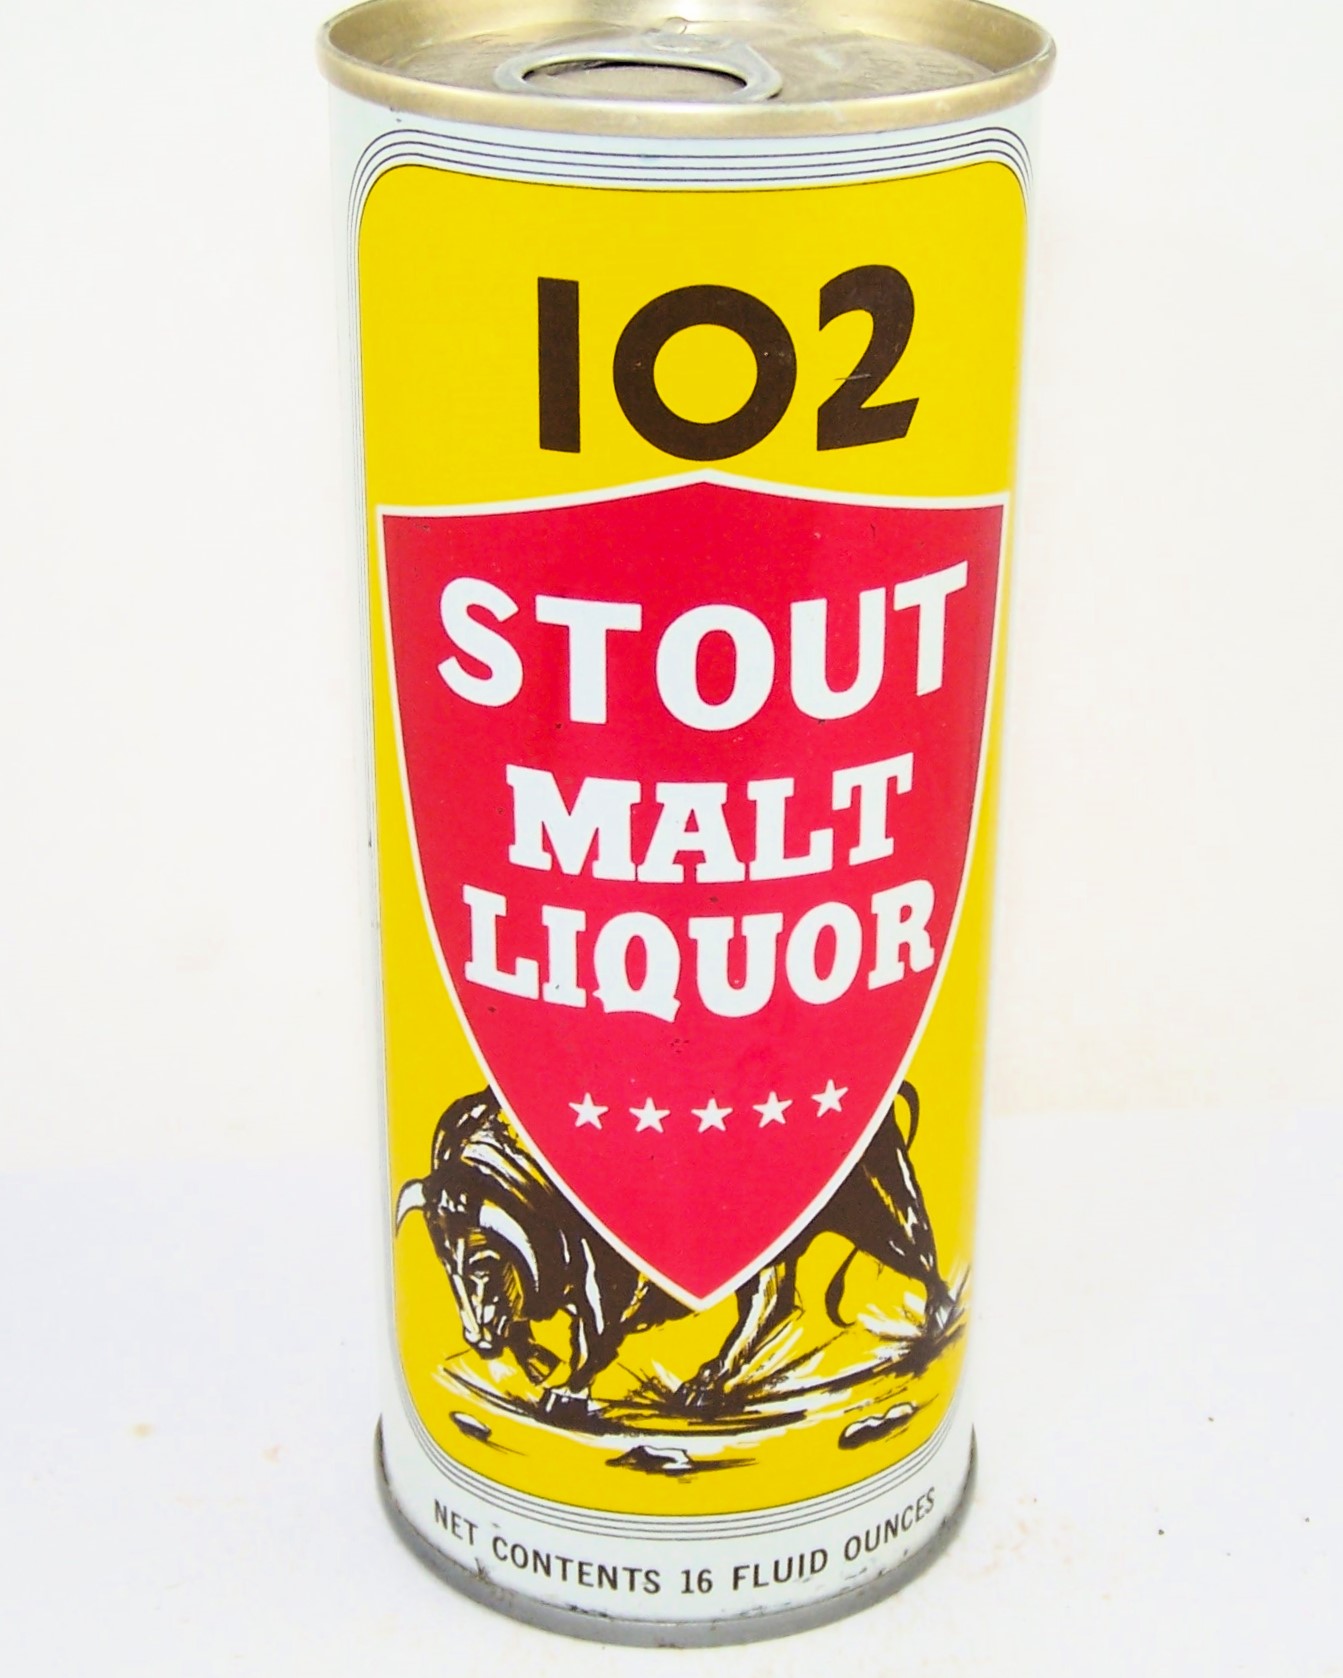 102
STOUT
MALT
LIQUOR
NET CONTENTS 16 FLUID OUNCES